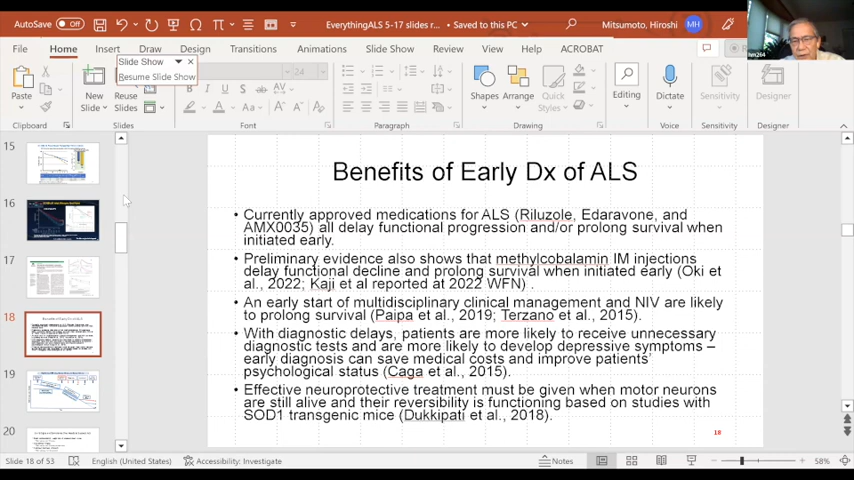 AutoSave Off EverythingALS 5-17 slides r... • Saved to this PC Mitsumoto, Hiroshi MH
hm264
File Home Insert Draw Design Transitions Animations Slide Show Review View Help ACROBAT
Slide Show
Resume Slide Show
Paste New Slides Reuse Slides 24 Shapes Arrange Quick Styles Editing Dictate Sensitivity Designer
Clipboard Slides Font Paragraph Drawing Voice Sensitivity Designer
15
16
17
18
19
20
Benefits of Early Dx of ALS
• Currently approved medications for ALS (Riluzole, Edaravone, and
AMX0035) all delay functional progression and/or prolong survival when
initiated early.
• Preliminary evidence also shows that methylcobalamin IM injections
delay functional decline and prolong survival when initiated early (Oki et
al., 2022; Kaji et al reported at 2022 WFN) .
• An early start of multidisciplinary clinical management and NIV are likely
to prolong survival (Paipa et al., 2019; Terzano et al., 2015).
• With diagnostic delays, patients are more likely to receive unnecessary
diagnostic tests and are more likely to develop depressive symptoms –
early diagnosis can save medical costs and improve patients'
psychological status (Caga et al., 2015).
• Effective neuroprotective treatment must be given when motor neurons
are still alive and their reversibility is functioning based on studies with
SOD1 transgenic mice (Dukkipati et al., 2018).
18
Slide 18 of 53 English (United States) Accessibility: Investigate Notes 58%